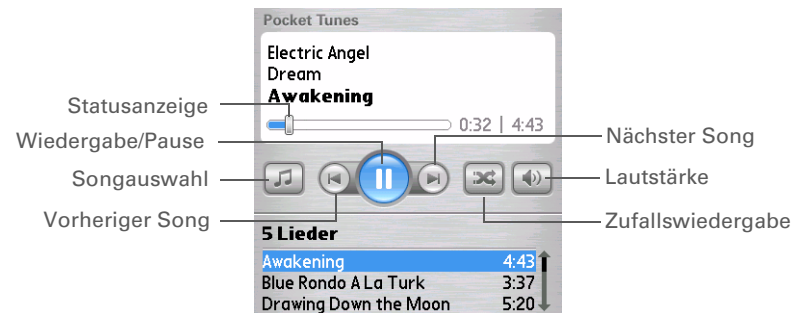 Pocket Tunes
Electric Angel
Dream
Awakening
0:32 | 4:43
Statusanzeige
Wiedergabe/Pause
Songauswahl
Vorheriger Song
Nächster Song
Lautstärke
Zufallswiedergabe
5 Lieder
Awakening 4:43
Blue Rondo A La Turk 3:37
Drawing Down the Moon 5:20